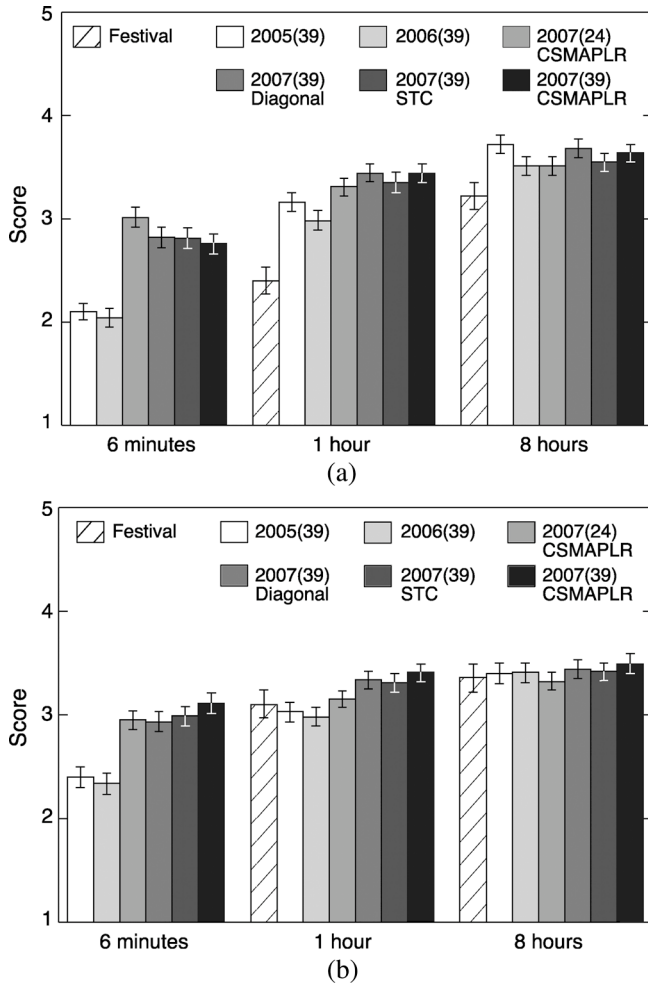 5
Festival 2005(39) 2006(39) 2007(24)
CSMAPLR
2007(39) 2007(39) 2007(39)
Diagonal STC CSMAPLR
4
3
2
1
Score
6 minutes 1 hour 8 hours
(a)
5
Festival 2005(39) 2006(39) 2007(24)
CSMAPLR
2007(39) 2007(39) 2007(39)
Diagonal STC CSMAPLR
4
3
2
1
Score
6 minutes 1 hour 8 hours
(b)